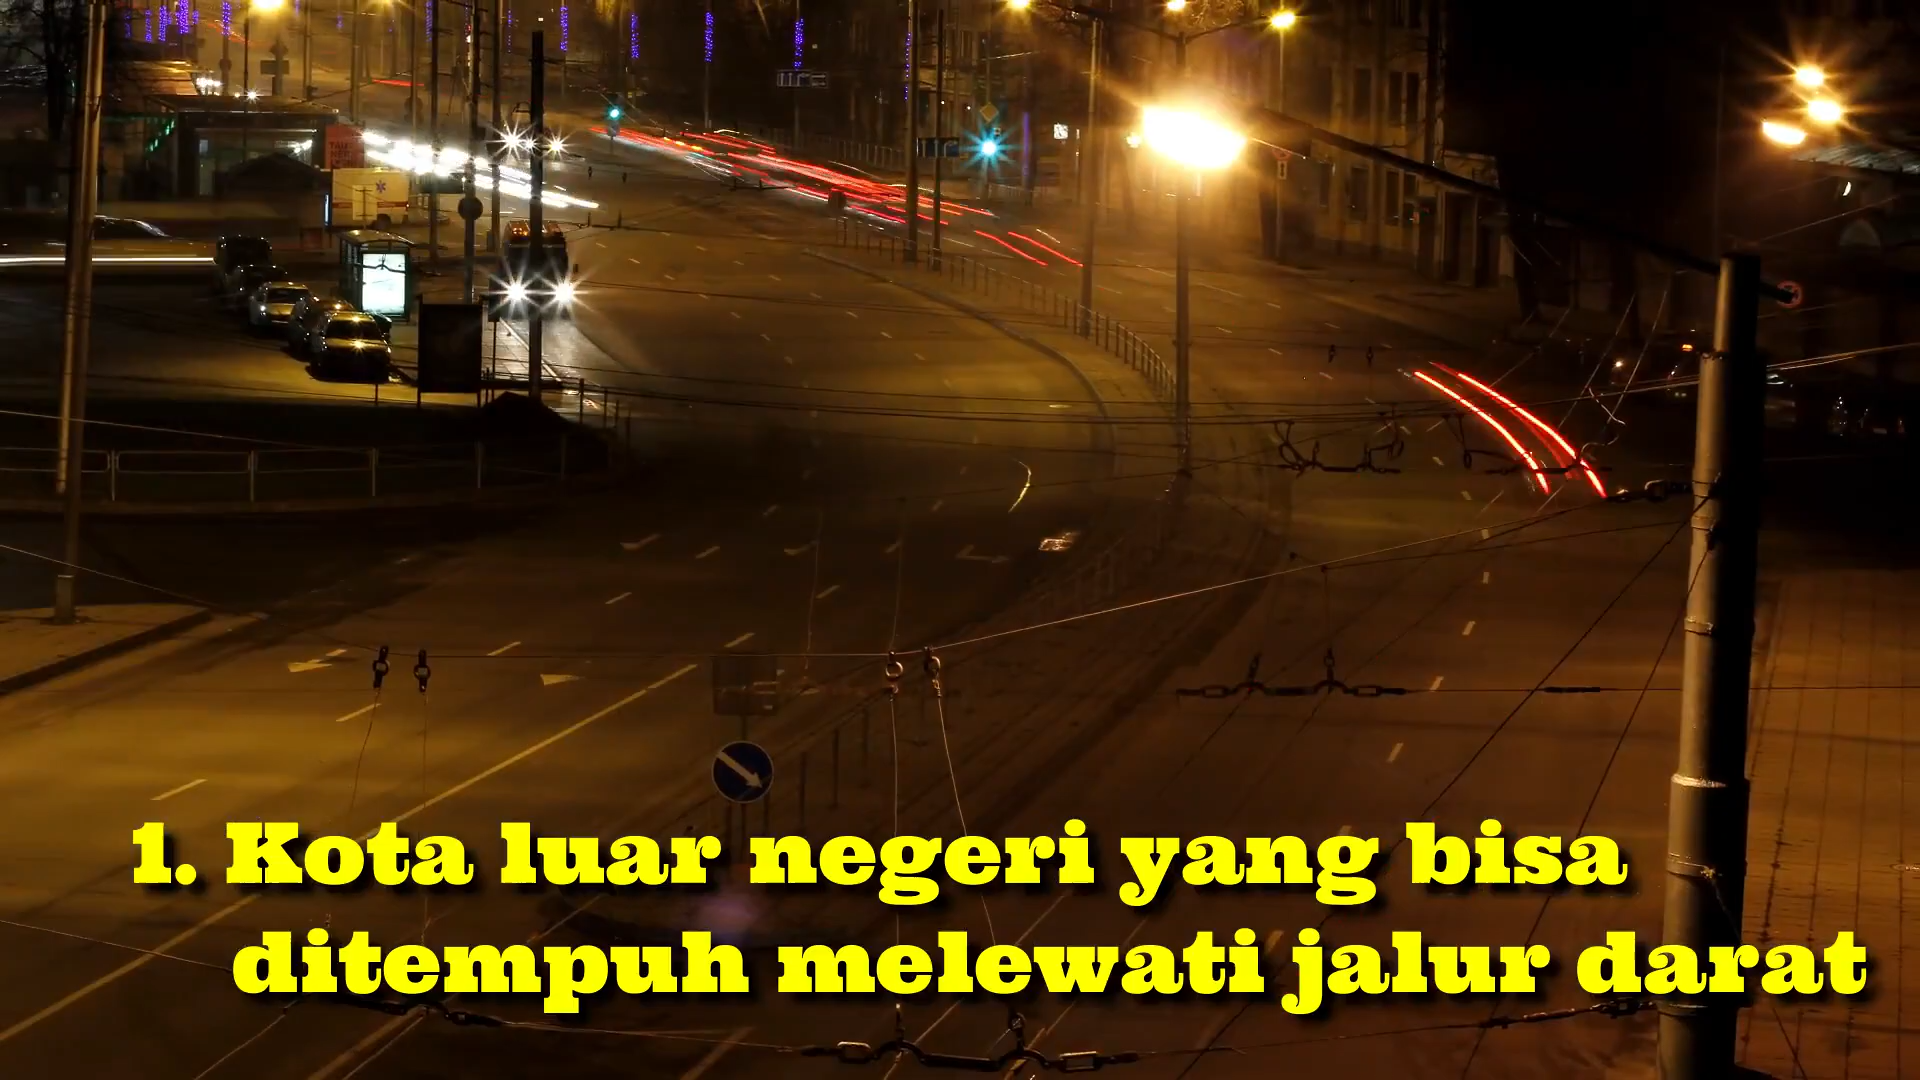 1. Kota luar negeri yang bisa
ditempuh melewati jalur darat